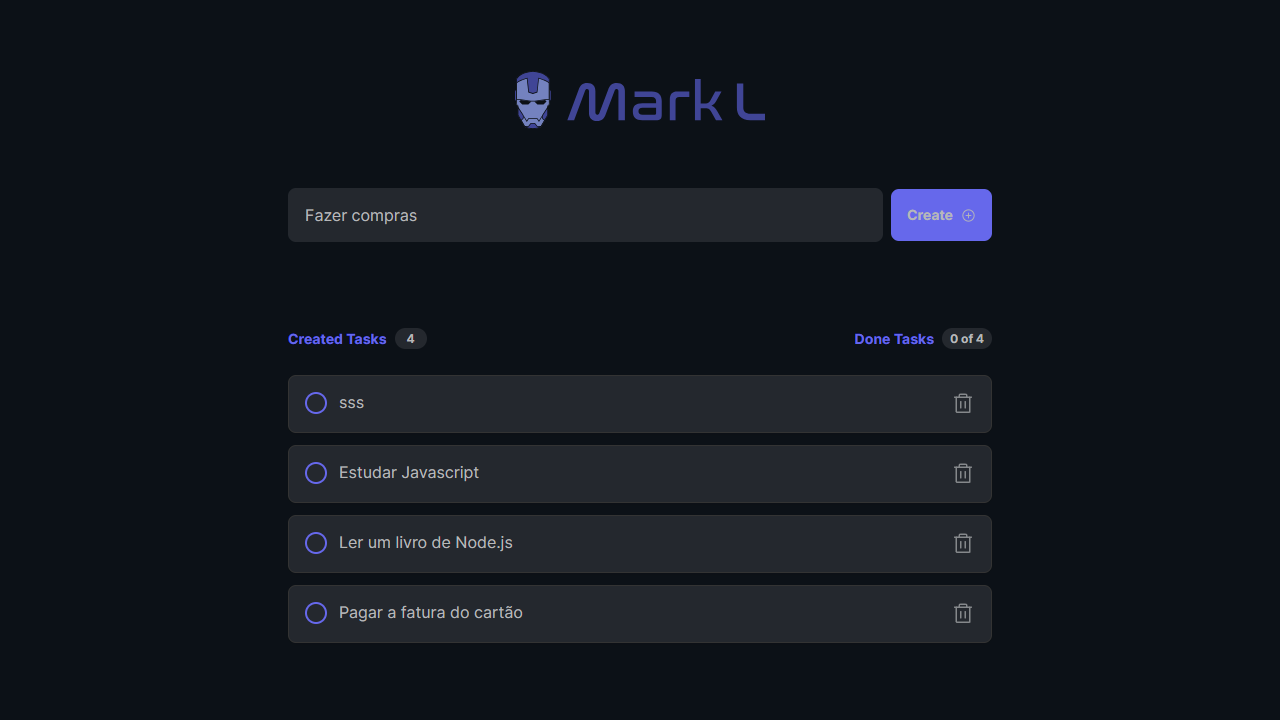 Mark L
Fazer compras
Create
Created Tasks 4
Done Tasks 0 of 4
sss
Estudar Javascript
Ler um livro de Node.js
Pagar a fatura do cartão